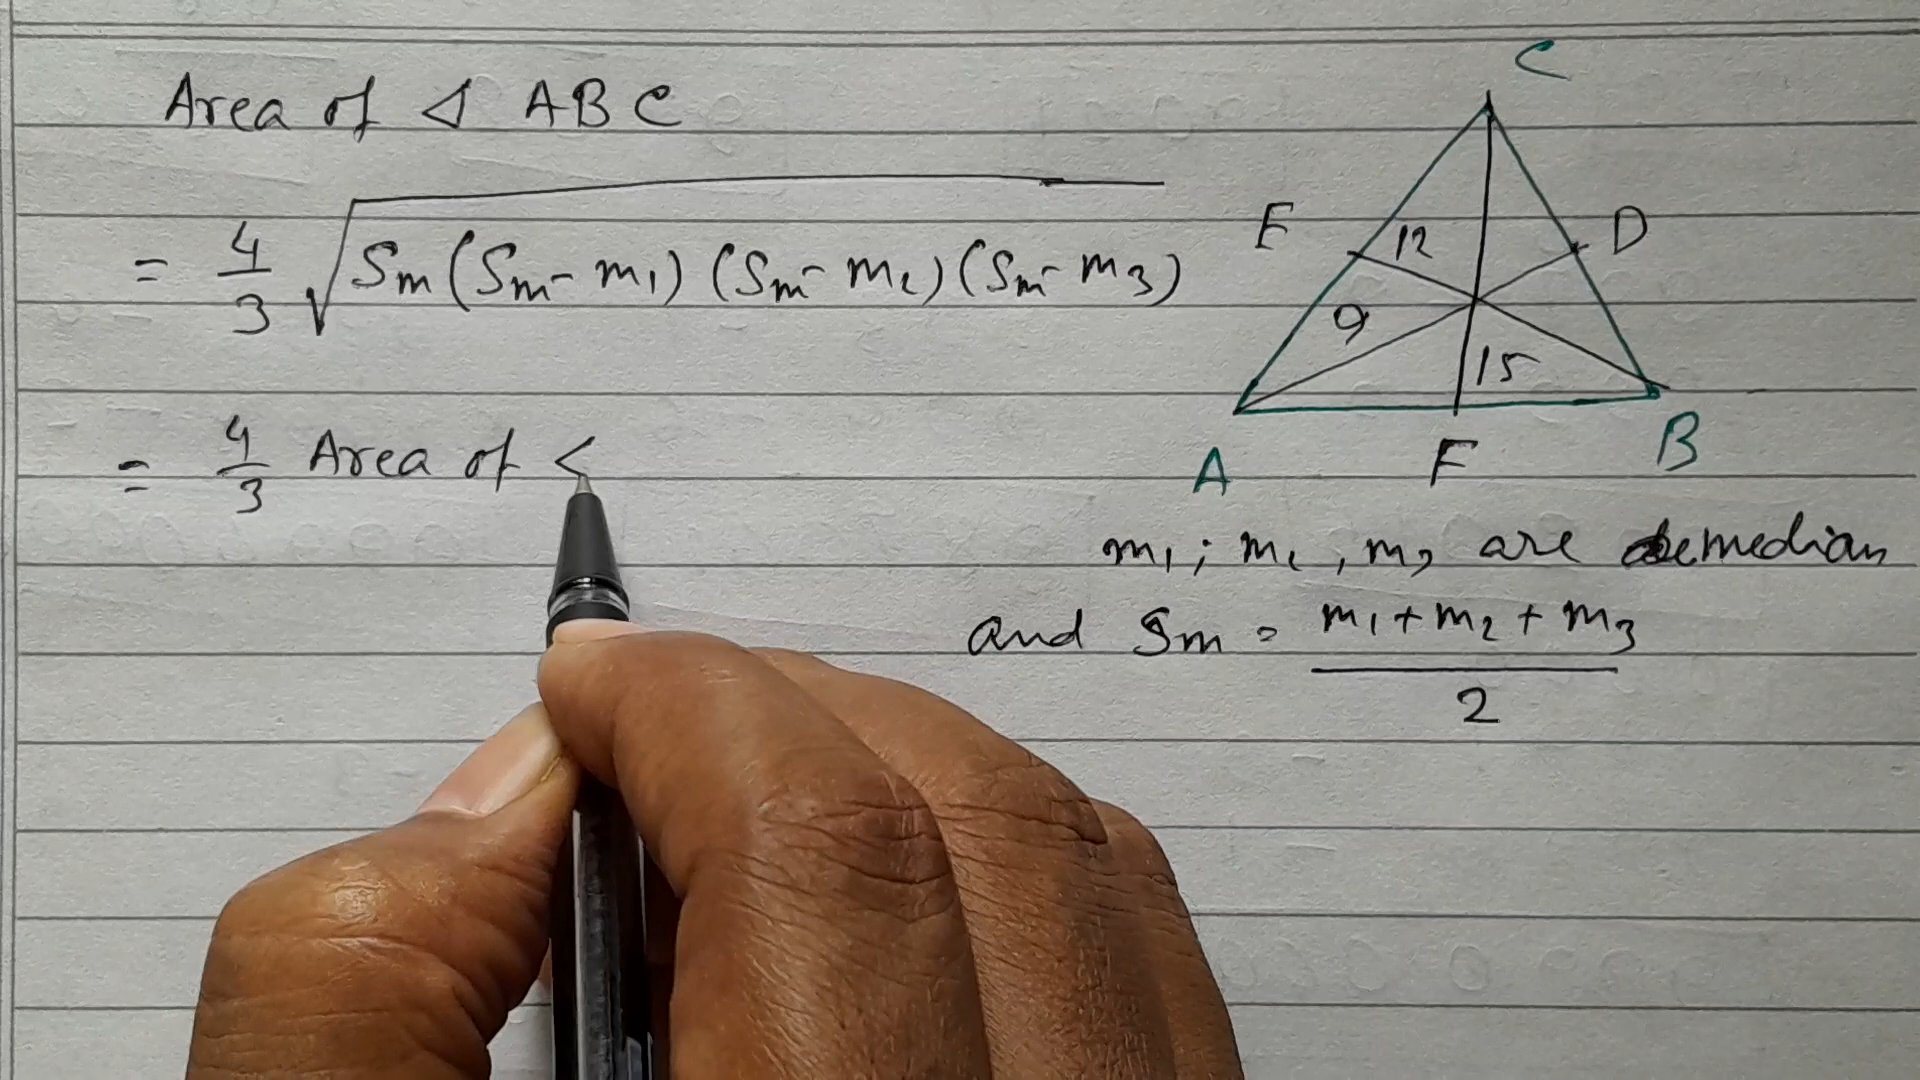 Area of Δ ABC
= 4/3 √Sm(Sm-m1)(Sm-m2)(Sm-m3)
= 4/3 Area of
C
E
12
D
9
15
A
F
B
m1; m2, m3 are median
and Sm = m1+m2+m3 / 2